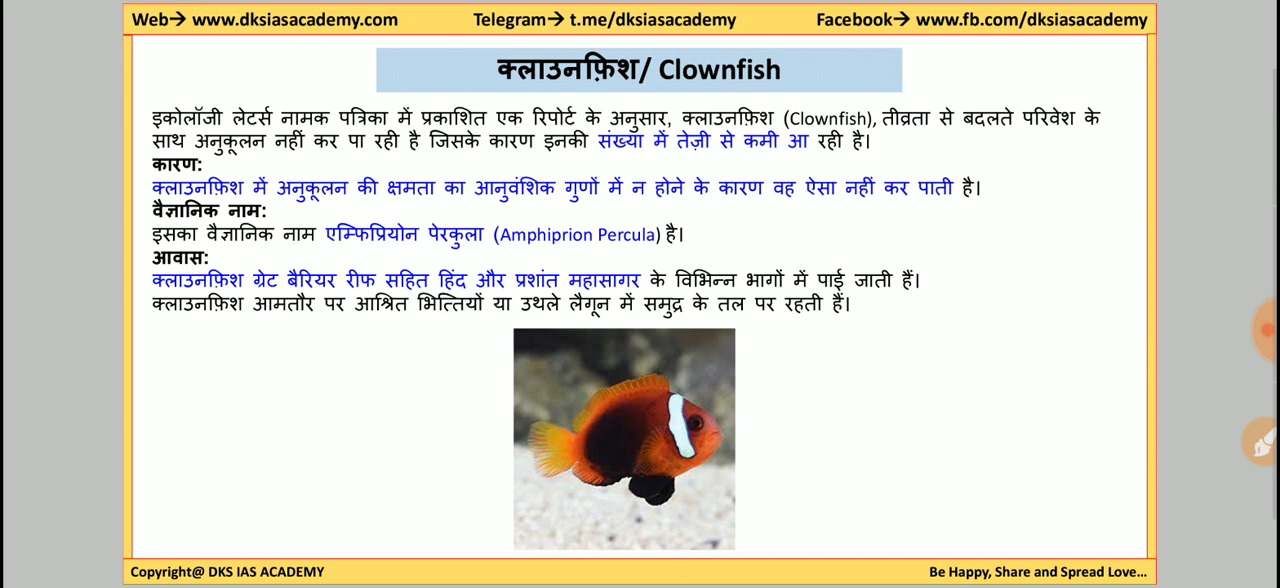 Web→ www.dksiasacademy.com Telegram→ t.me/dksiasacademy Facebook→ www.fb.com/dksiasacademy
क्लाउनफ़िश/ Clownfish
इकोलॉजी लेटर्स नामक पत्रिका में प्रकाशित एक रिपोर्ट के अनुसार, क्लाउनफ़िश (Clownfish), तीव्रता से बदलते परिवेश के
साथ अनुकूलन नहीं कर पा रही है जिसके कारण इनकी संख्या में तेज़ी से कमी आ रही है।
कारण:
क्लाउनफ़िश में अनुकूलन की क्षमता का आनुवंशिक गुणों में न होने के कारण वह ऐसा नहीं कर पाती है।
वैज्ञानिक नाम:
इसका वैज्ञानिक नाम एम्फिप्रियोन पेरकुला (Amphiprion Percula) है।
आवास:
क्लाउनफ़िश ग्रेट बैरियर रीफ सहित हिंद और प्रशांत महासागर के विभिन्न भागों में पाई जाती हैं।
क्लाउनफ़िश आमतौर पर आश्रित भित्तियों या उथले लैगून में समुद्र के तल पर रहती हैं।
Copyright@ DKS IAS ACADEMY Be Happy, Share and Spread Love...